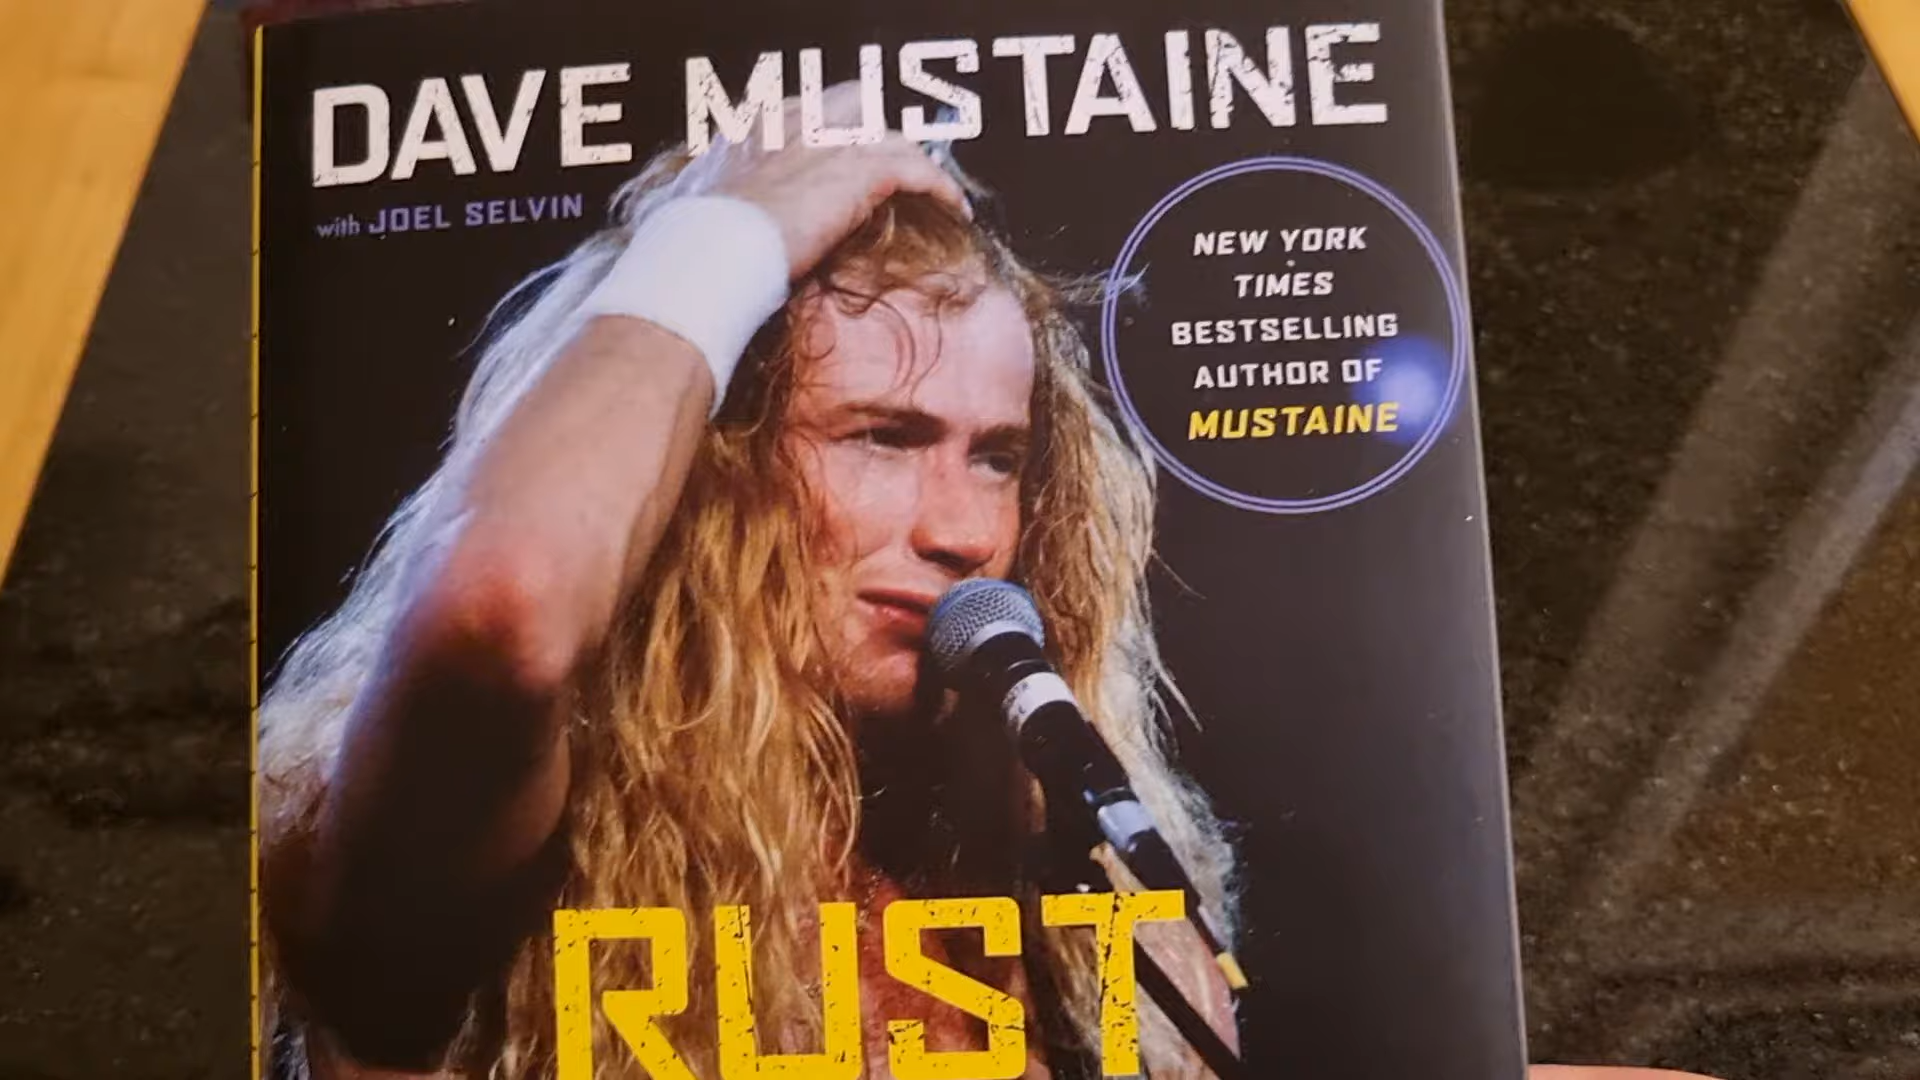 DAVE MUSTAINE
with JOEL SELVIN
NEW YORK
TIMES
BESTSELLING
AUTHOR OF
MUSTAINE
RUST